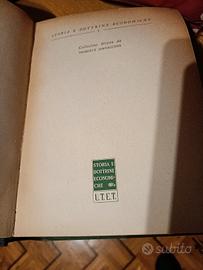 STORIA E DOTTRINE ECONOMICHE
Collezione diretta da
STORIA E
DOTTRINE
ECONOMI-
CHE
U.T.E.T.
subito